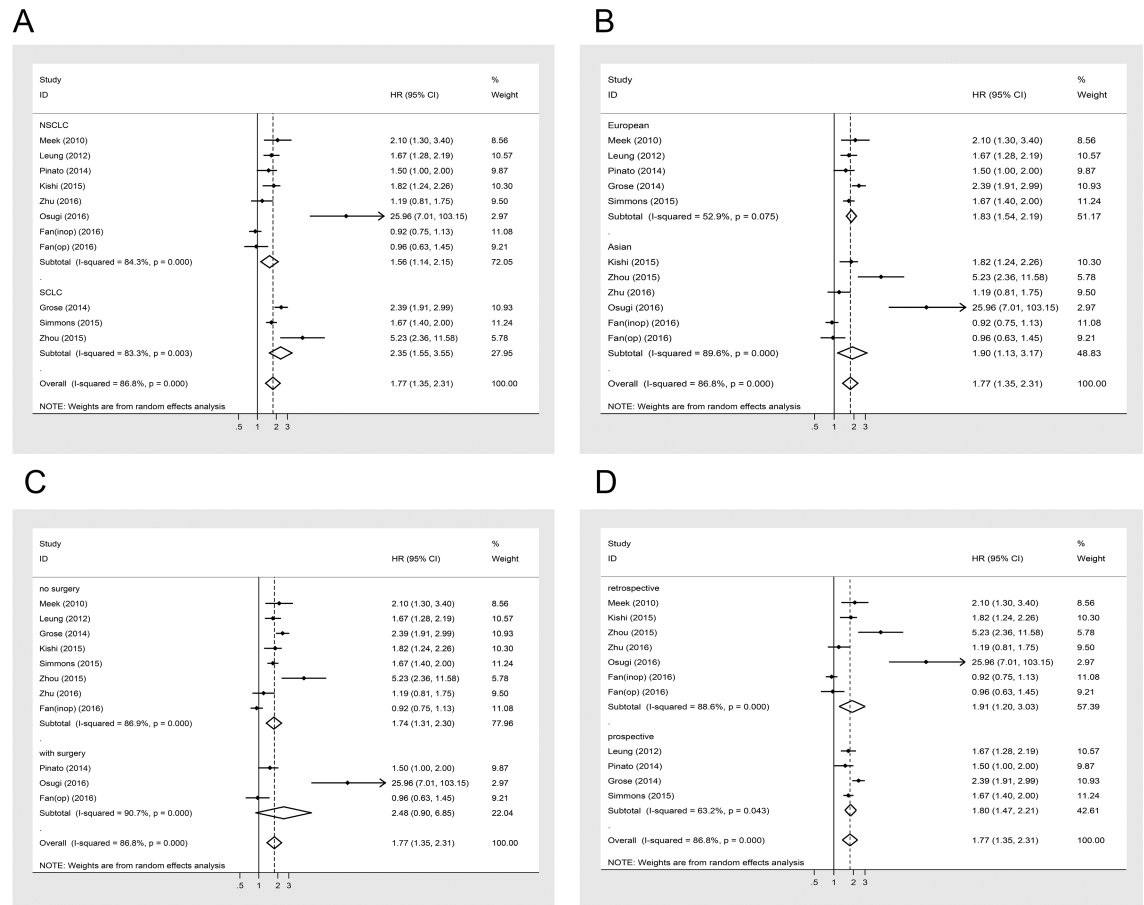 A
Study %
ID HR (95% CI) Weight
NSCLC
Meek (2010) 2.10 (1.30, 3.40) 8.56
Leung (2012) 1.67 (1.28, 2.19) 10.57
Pinato (2014) 1.50 (1.00, 2.00) 9.87
Kishi (2015) 1.82 (1.24, 2.26) 10.30
Zhu (2016) 1.19 (0.81, 1.75) 9.50
Osugi (2016) 25.96 (7.01, 103.15) 2.97
Fan(inop) (2016) 0.92 (0.75, 1.13) 11.08
Fan(op) (2016) 0.96 (0.63, 1.45) 9.21
Subtotal (I-squared = 84.3%, p = 0.000) 1.56 (1.14, 2.15) 72.05
.
SCLC
Grose (2014) 2.39 (1.91, 2.99) 10.93
Simmons (2015) 1.67 (1.40, 2.00) 11.24
Zhou (2015) 5.23 (2.36, 11.58) 5.78
Subtotal (I-squared = 83.3%, p = 0.003) 2.35 (1.55, 3.55) 27.95
.
Overall (I-squared = 86.8%, p = 0.000) 1.77 (1.35, 2.31) 100.00
NOTE: Weights are from random effects analysis
.5 1 2 3
B
Study %
ID HR (95% CI) Weight
European
Meek (2010) 2.10 (1.30, 3.40) 8.56
Leung (2012) 1.67 (1.28, 2.19) 10.57
Pinato (2014) 1.50 (1.00, 2.00) 9.87
Grose (2014) 2.39 (1.91, 2.99) 10.93
Simmons (2015) 1.67 (1.40, 2.00) 11.24
Subtotal (I-squared = 52.9%, p = 0.075) 1.83 (1.54, 2.19) 51.17
.
Asian
Kishi (2015) 1.82 (1.24, 2.26) 10.30
Zhou (2015) 5.23 (2.36, 11.58) 5.78
Zhu (2016) 1.19 (0.81, 1.75) 9.50
Osugi (2016) 25.96 (7.01, 103.15) 2.97
Fan(inop) (2016) 0.92 (0.75, 1.13) 11.08
Fan(op) (2016) 0.96 (0.63, 1.45) 9.21
Subtotal (I-squared = 89.6%, p = 0.000) 1.90 (1.13, 3.17) 48.83
.
Overall (I-squared = 86.8%, p = 0.000) 1.77 (1.35, 2.31) 100.00
NOTE: Weights are from random effects analysis
.5 1 2 3
C
Study %
ID HR (95% CI) Weight
no surgery
Meek (2010) 2.10 (1.30, 3.40) 8.56
Leung (2012) 1.67 (1.28, 2.19) 10.57
Grose (2014) 2.39 (1.91, 2.99) 10.93
Kishi (2015) 1.82 (1.24, 2.26) 10.30
Simmons (2015) 1.67 (1.40, 2.00) 11.24
Zhou (2015) 5.23 (2.36, 11.58) 5.78
Zhu (2016) 1.19 (0.81, 1.75) 9.50
Fan(inop) (2016) 0.92 (0.75, 1.13) 11.08
Subtotal (I-squared = 86.9%, p = 0.000) 1.74 (1.31, 2.30) 77.96
.
with surgery
Pinato (2014) 1.50 (1.00, 2.00) 9.87
Osugi (2016) 25.96 (7.01, 103.15) 2.97
Fan(op) (2016) 0.96 (0.63, 1.45) 9.21
Subtotal (I-squared = 90.7%, p = 0.000) 2.48 (0.90, 6.85) 22.04
.
Overall (I-squared = 86.8%, p = 0.000) 1.77 (1.35, 2.31) 100.00
NOTE: Weights are from random effects analysis
.5 1 2 3
D
Study %
ID HR (95% CI) Weight
retrospective
Meek (2010) 2.10 (1.30, 3.40) 8.56
Kishi (2015) 1.82 (1.24, 2.26) 10.30
Zhou (2015) 5.23 (2.36, 11.58) 5.78
Zhu (2016) 1.19 (0.81, 1.75) 9.50
Osugi (2016) 25.96 (7.01, 103.15) 2.97
Fan(inop) (2016) 0.92 (0.75, 1.13) 11.08
Fan(op) (2016) 0.96 (0.63, 1.45) 9.21
Subtotal (I-squared = 88.6%, p = 0.000) 1.91 (1.20, 3.03) 57.39
.
prospective
Leung (2012) 1.67 (1.28, 2.19) 10.57
Pinato (2014) 1.50 (1.00, 2.00) 9.87
Grose (2014) 2.39 (1.91, 2.99) 10.93
Simmons (2015) 1.67 (1.40, 2.00) 11.24
Subtotal (I-squared = 63.2%, p = 0.043) 1.80 (1.47, 2.21) 42.61
.
Overall (I-squared = 86.8%, p = 0.000) 1.77 (1.35, 2.31) 100.00
NOTE: Weights are from random effects analysis
.5 1 2 3